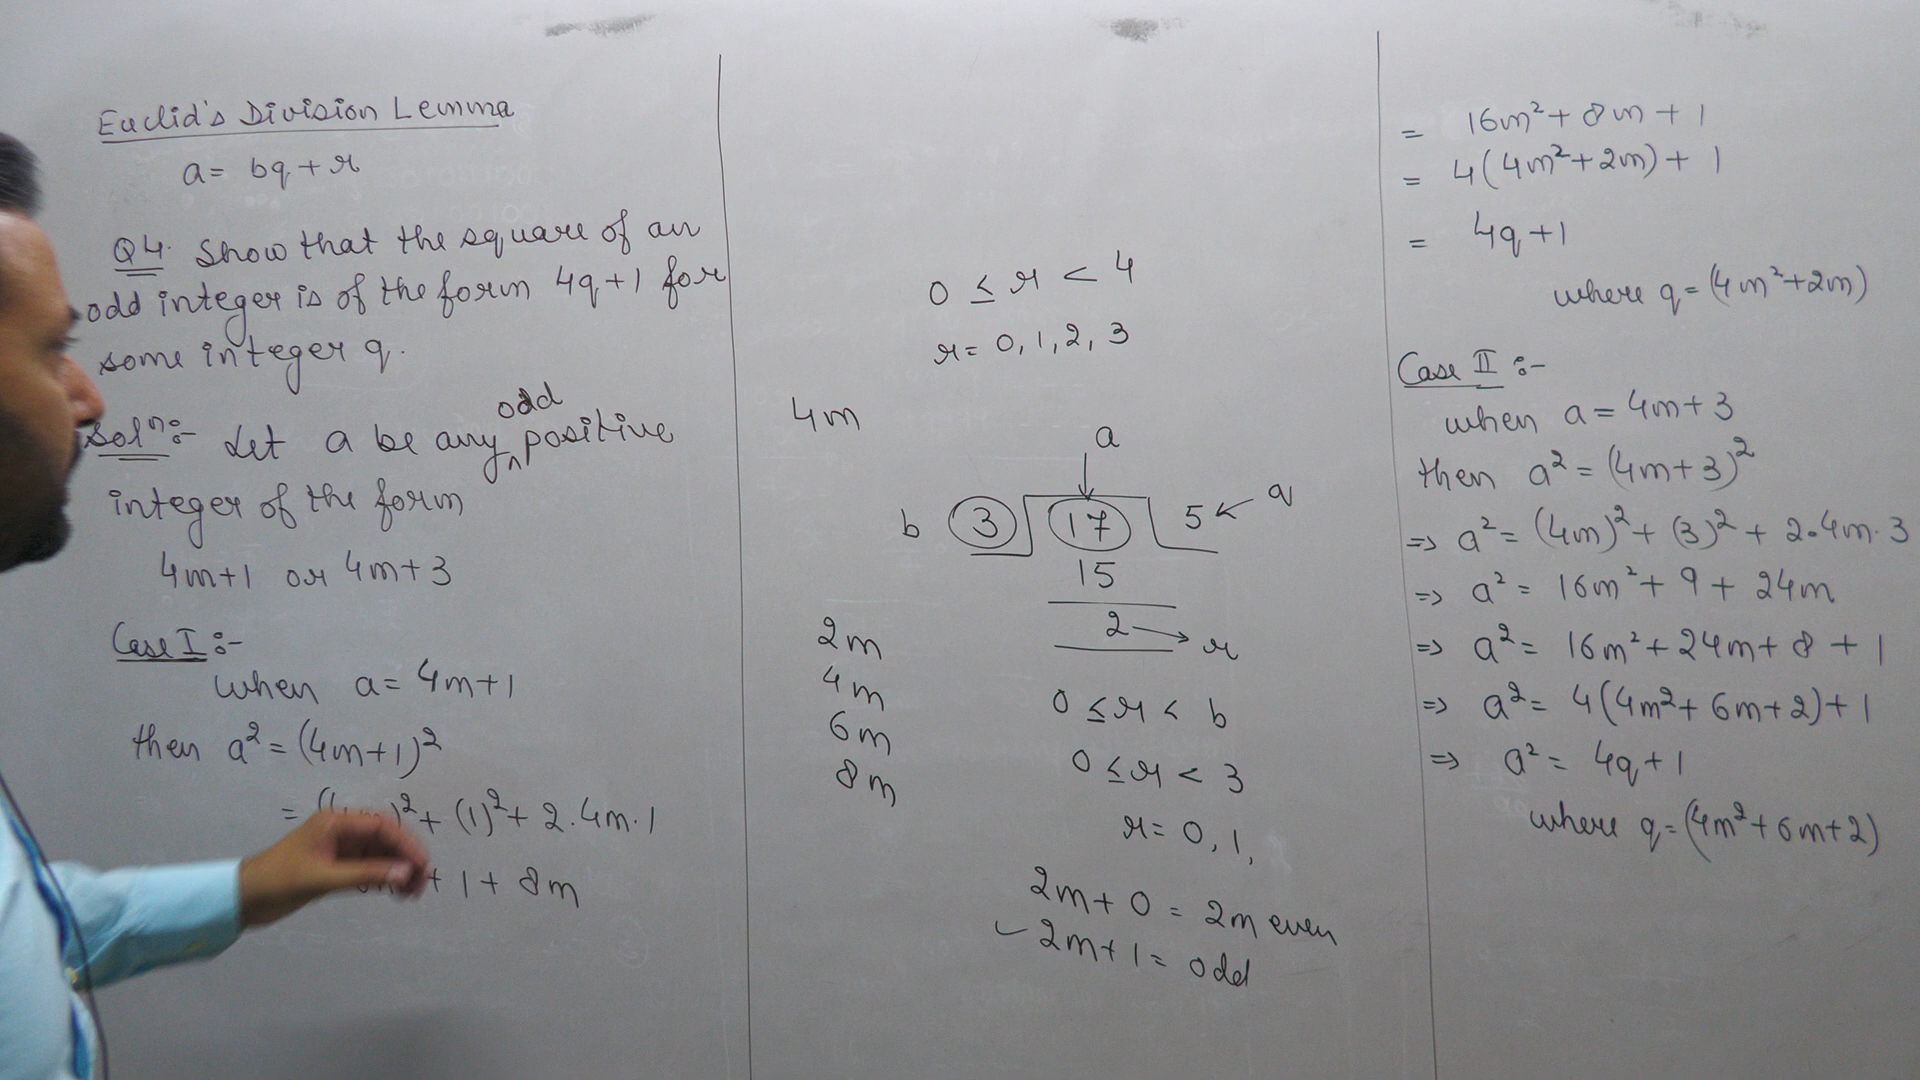 Euclid's Division Lemma
a = bq + r
Q4. Show that the square of an
odd integer is of the form 4q+1 for
some integer q.
odd
Solⁿ:- Let a be any ^ positive
integer of the form
4m+1 or 4m+3
Case I :-
when a = 4m+1
then a² = (4m+1)²
= )² + (1)² + 2.4m.1
+ 1 + 8m
0 ≤ r < 4
r = 0, 1, 2, 3
4m
a
b 3 17 5 ← q
15
2 → r
2m
4m
6m
8m
0 ≤ r < b
0 ≤ r < 3
r = 0, 1,
2m + 0 = 2m even
2m + 1 = odd
= 16m² + 8m + 1
= 4(4m² + 2m) + 1
= 4q + 1
where q = (4m² + 2m)
Case II :-
when a = 4m + 3
then a² = (4m+3)²
⇒ a² = (4m)² + (3)² + 2.4m.3
⇒ a² = 16m² + 9 + 24m
⇒ a² = 16m² + 24m + 8 + 1
⇒ a² = 4(4m² + 6m + 2) + 1
⇒ a² = 4q + 1
where q = (4m² + 6m + 2)